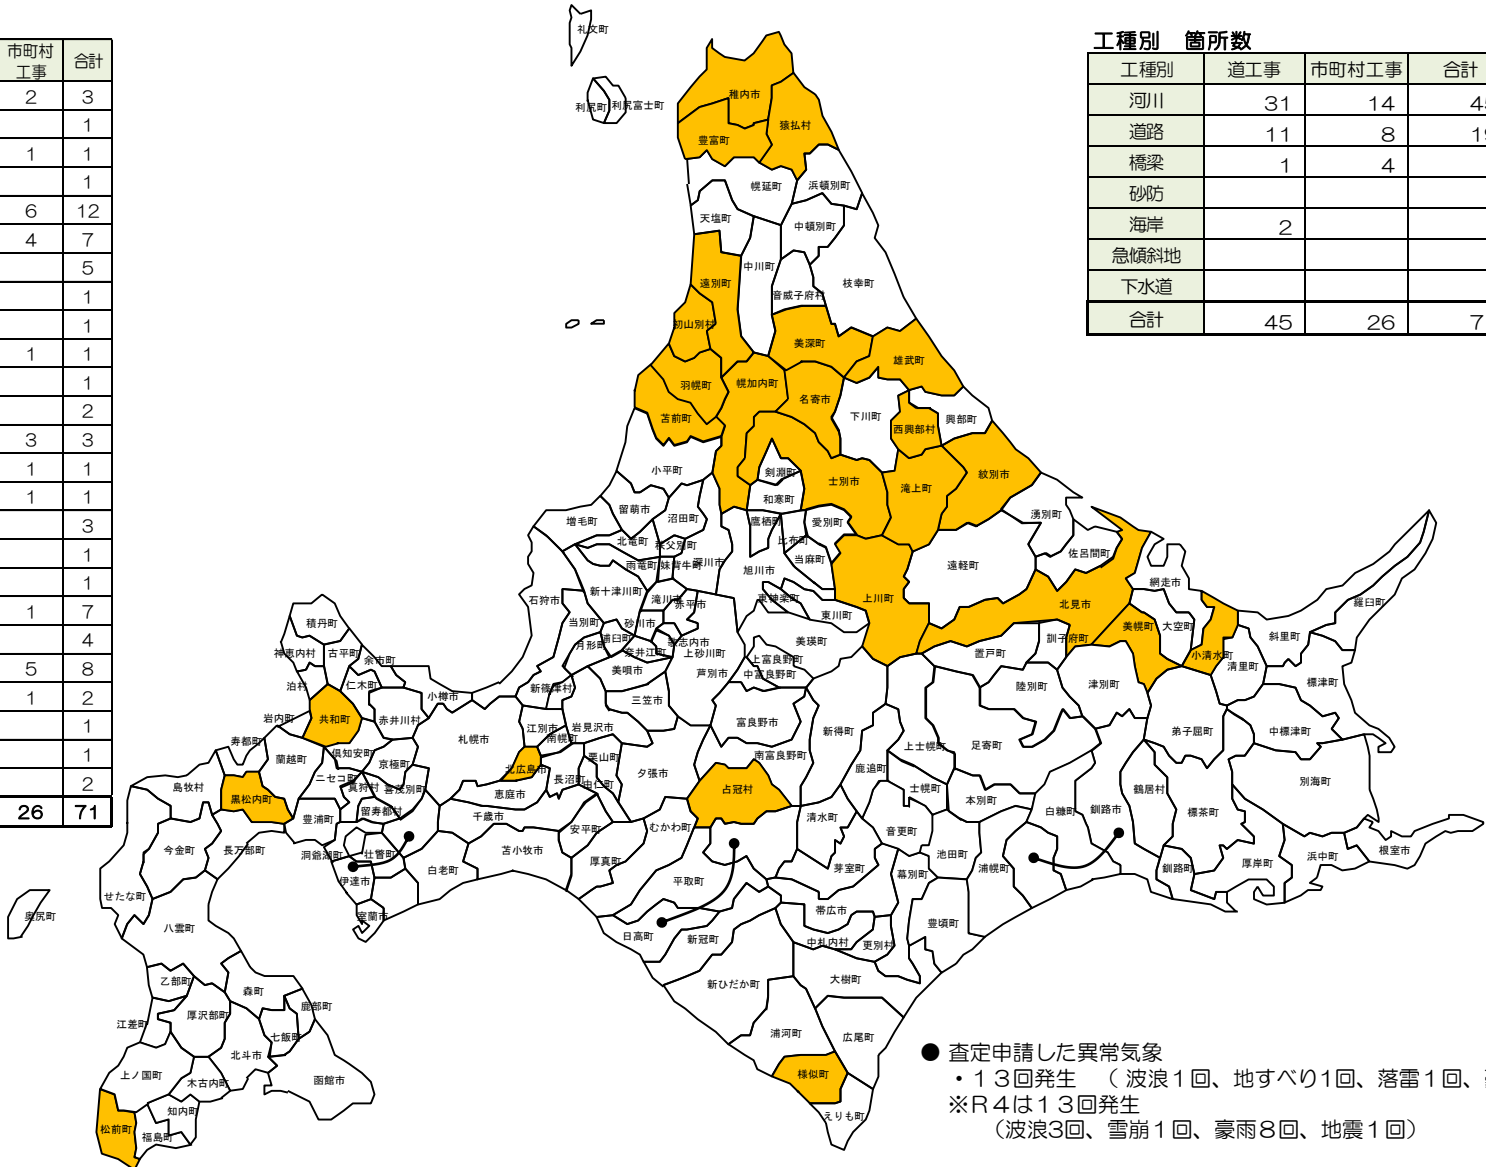 市町村
工事 合計
2 3
1
1 1
1
6 12
4 7
5
1
1
1 1
1
2
3 3
1 1
1 1
3
1
1
1 7
4
5 8
1 2
1
1
2
26 71
工種別 箇所数
工種別 道工事 市町村工事 合計
河川 31 14 45
道路 11 8 19
橋梁 1 4
砂防
海岸 2
急傾斜地
下水道
合計 45 26 7
礼文町
利尻町 利尻富士町
稚内市
猿払村
豊富町
幌延町 浜頓別町
天塩町 中頓別町
中川町
遠別町 音威子府村 枝幸町
初山別村
美深町 雄武町
羽幌町 幌加内町 名寄市
苫前町 下川町 西興部村 興部町
小平町 剣淵町 士別市 滝上町 紋別市
和寒町
増毛町 留萌市 沼田町 鷹栖町 愛別町 湧別町
北竜町 秩父別町 比布町 佐呂間町
雨竜町 妹背牛町 深川市 旭川市 当麻町 遠軽町 網走市
石狩市 新十津川町 滝川市 赤平市 東神楽町 上川町 北見市 羅臼町
積丹町 当別町 浦臼町 砂川市 歌志内市 東川町 美幌町 大空町 斜里町
神恵内村 古平町 余市町 月形町 奈井江町 上砂川町 美瑛町 置戸町 訓子府町 小清水町 清里町
泊村 仁木町 小樽市 新篠津村 美唄市 芦別市 上富良野町 中富良野町 陸別町 津別町 標津町
岩内町 共和町 赤井川村 三笠市
寿都町 蘭越町 倶知安町 京極町 札幌市 江別市 南幌町 岩見沢市 富良野市 新得町 上士幌町 足寄町 弟子屈町 中標津町
島牧村 黒松内町 ニセコ町 真狩村 喜茂別町 北広島市 長沼町 栗山町 由仁町 夕張市 南富良野町 鹿追町 別海町
豊浦町 留寿都村 恵庭市 占冠村 士幌町 本別町 鶴居村
今金町 長万部町 洞爺湖町 壮瞥町 千歳市 安平町 むかわ町 清水町 音更町 白糠町 釧路市 標茶町
せたな町 伊達市 白老町 苫小牧市 厚真町 平取町 芽室町 幕別町 池田町 浦幌町 釧路町 厚岸町 浜中町 根室市
奥尻町 室蘭市 帯広市
八雲町 日高町 新冠町 中札内村 更別村 豊頃町
乙部町 森町 新ひだか町 大樹町
江差町 厚沢部町 鹿部町
七飯町 浦河町 広尾町
上ノ国町 北斗市
木古内町 函館市 様似町
松前町 知内町 えりも町
福島町
● 査定申請した異常気象
・13回発生 (波浪1回、地すべり1回、落雷1回、
※R4は13回発生
(波浪3回、雪崩1回、豪雨8回、地震1回)